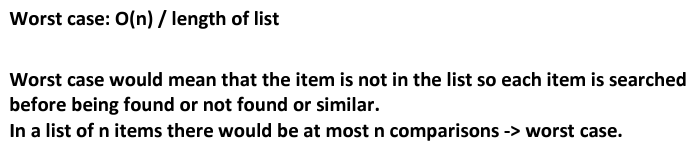 Worst case: O(n) / length of list
Worst case would mean that the item is not in the list so each item is searched
before being found or not found or similar.
In a list of n items there would be at most n comparisons -> worst case.